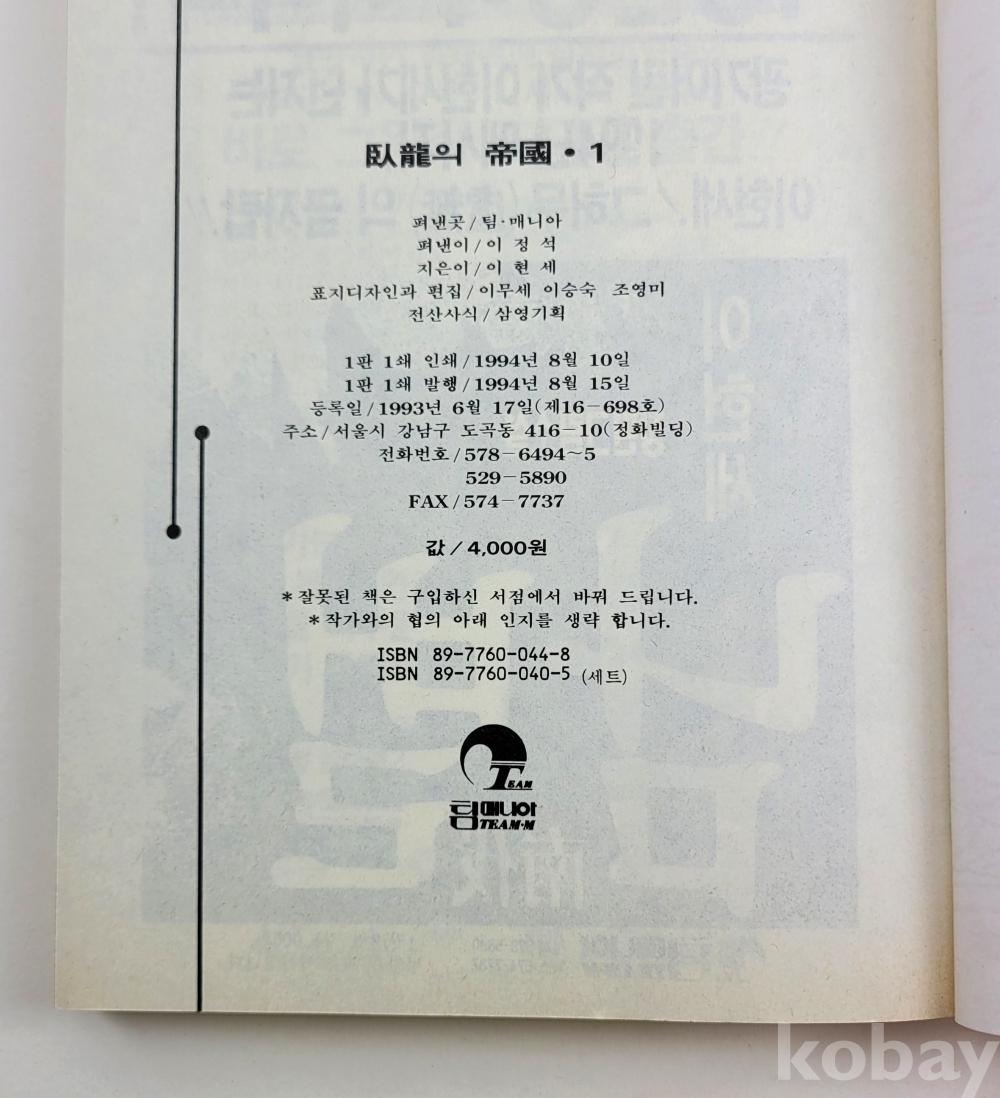 臥龍의 帝國 • 1
펴낸곳/팀·매니아
펴낸이/이 정 석
지은이/이 현 세
표지디자인과 편집/이무세 이승숙 조영미
전산사식/삼영기획
1판 1쇄 인쇄/1994년 8월 10일
1판 1쇄 발행/1994년 8월 15일
등록일/1993년 6월 17일(제16-698호)
주소/서울시 강남구 도곡동 416-10(정화빌딩)
전화번호/578-6494~5
529-5890
FAX/574-7737
값/4,000원
*잘못된 책은 구입하신 서점에서 바꿔 드립니다.
*작가와의 협의 아래 인지를 생략 합니다.
ISBN 89-7760-044-8
ISBN 89-7760-040-5 (세트)
TEAM
팀매니아
TEAM·M
kobay